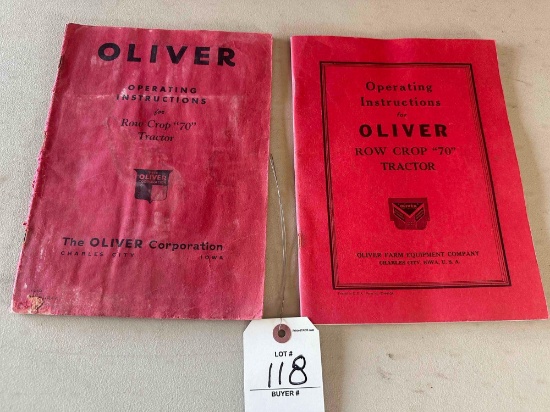 OLIVER
OPERATING
INSTRUCTIONS
for
Row Crop "70"
Tractor
OLIVER
The OLIVER Corporation
CHARLES CITY IOWA
Operating
Instructions
for
OLIVER
ROW CROP "70"
TRACTOR
OLIVER FARM EQUIPMENT COMPANY
CHARLES CITY, IOWA, U. S. A.
LOT #
118
BUYER #